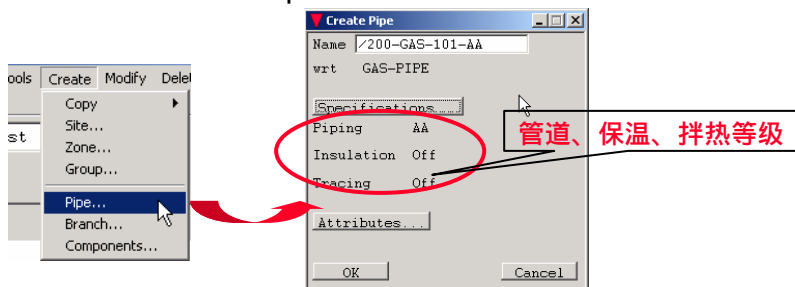 Create Pipe
Name /200-GAS-101-AA
wrt GAS-PIPE
ools Create Modify Delet
Copy
Site...
st
Zone...
Group...
Specifications...
Piping AA
管道、保温、拌热等级
Insulation Off
Tracing Off
Pipe...
Branch...
Components...
Attributes...
OK Cancel